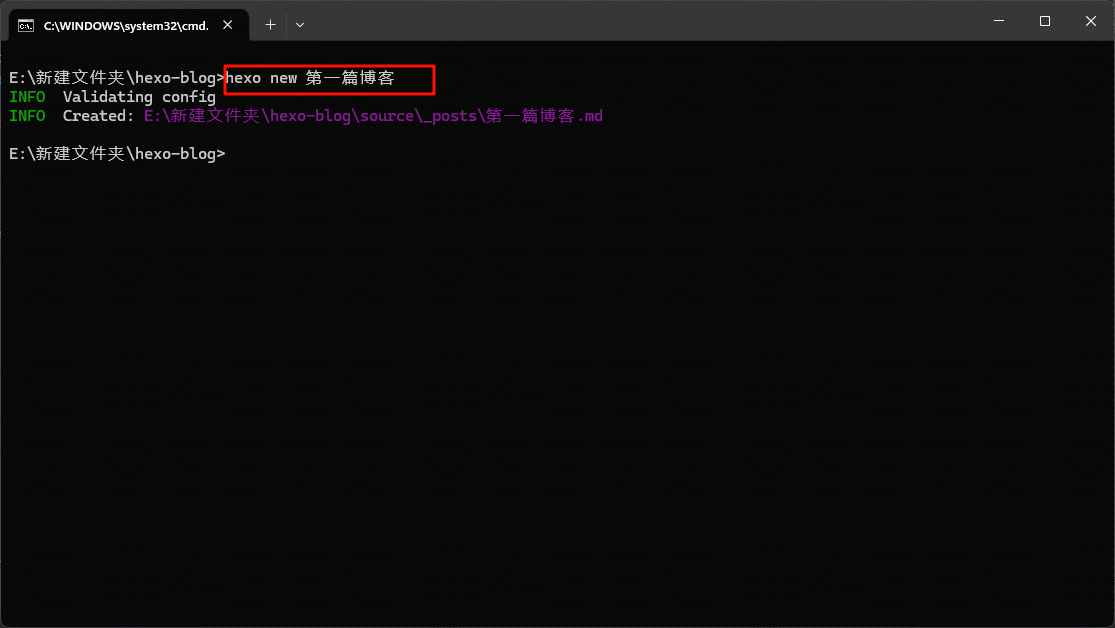 C:\WINDOWS\system32\cmd.
E:\新建文件夹\hexo-blog>hexo new 第一篇博客
INFO  Validating config
INFO  Created: E:\新建文件夹\hexo-blog\source\_posts\第一篇博客.md
E:\新建文件夹\hexo-blog>